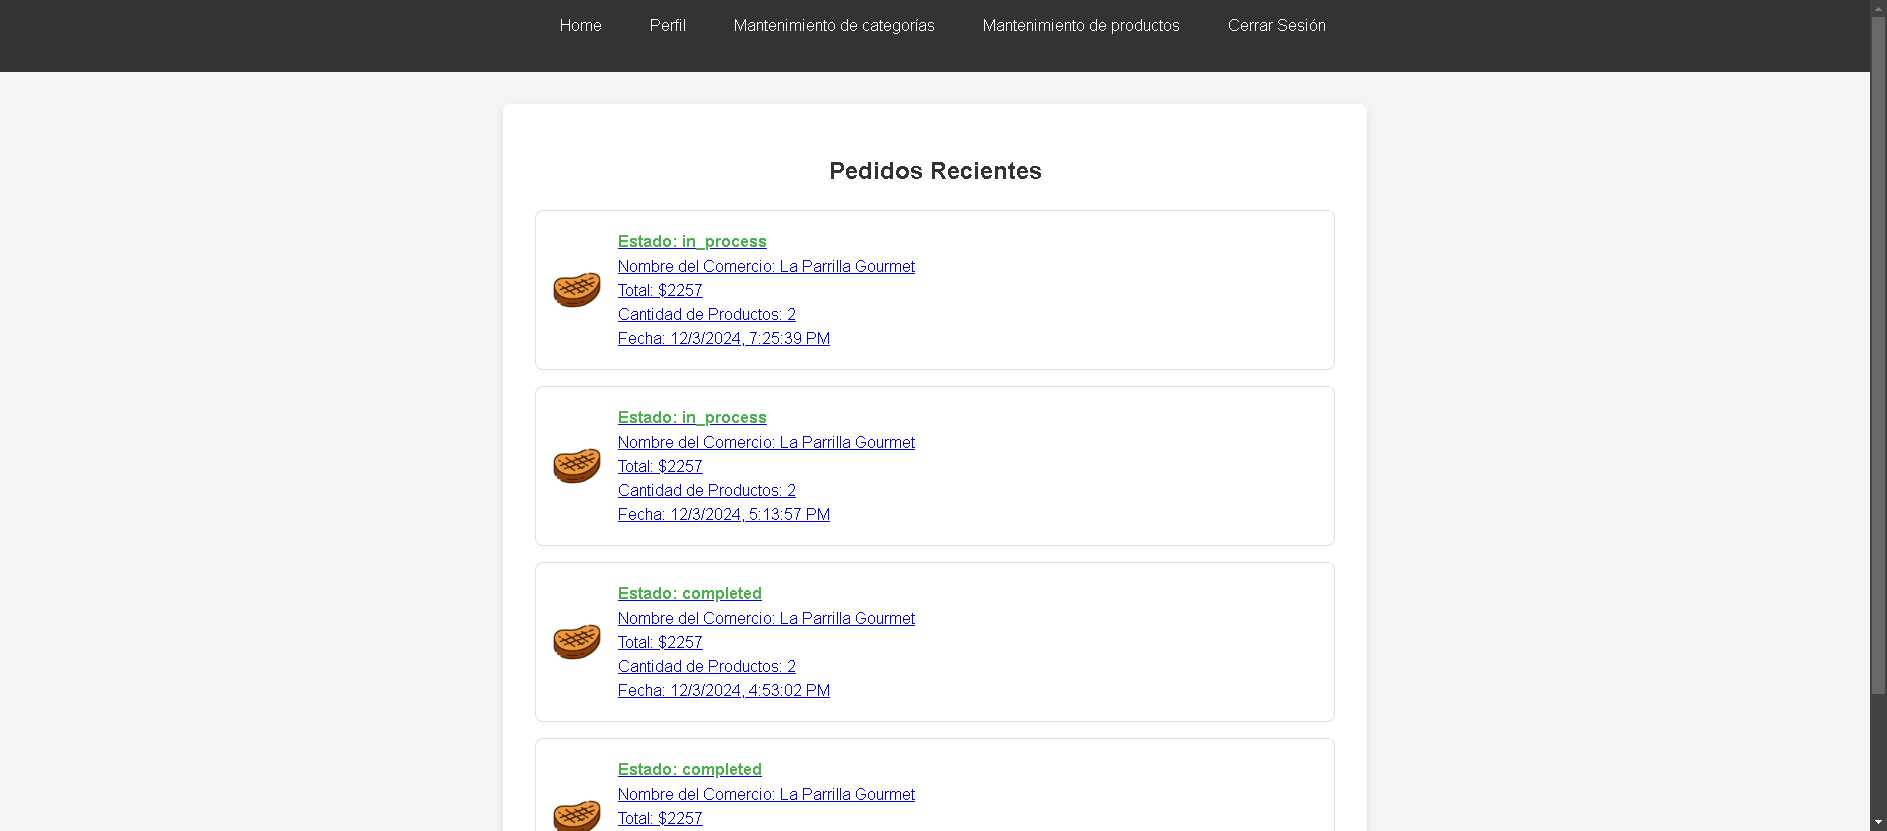 Home Perfil Mantenimiento de categorías Mantenimiento de productos Cerrar Sesión
Pedidos Recientes
Estado: in_process
Nombre del Comercio: La Parrilla Gourmet
Total: $2257
Cantidad de Productos: 2
Fecha: 12/3/2024, 7:25:39 PM
Estado: in_process
Nombre del Comercio: La Parrilla Gourmet
Total: $2257
Cantidad de Productos: 2
Fecha: 12/3/2024, 5:13:57 PM
Estado: completed
Nombre del Comercio: La Parrilla Gourmet
Total: $2257
Cantidad de Productos: 2
Fecha: 12/3/2024, 4:53:02 PM
Estado: completed
Nombre del Comercio: La Parrilla Gourmet
Total: $2257